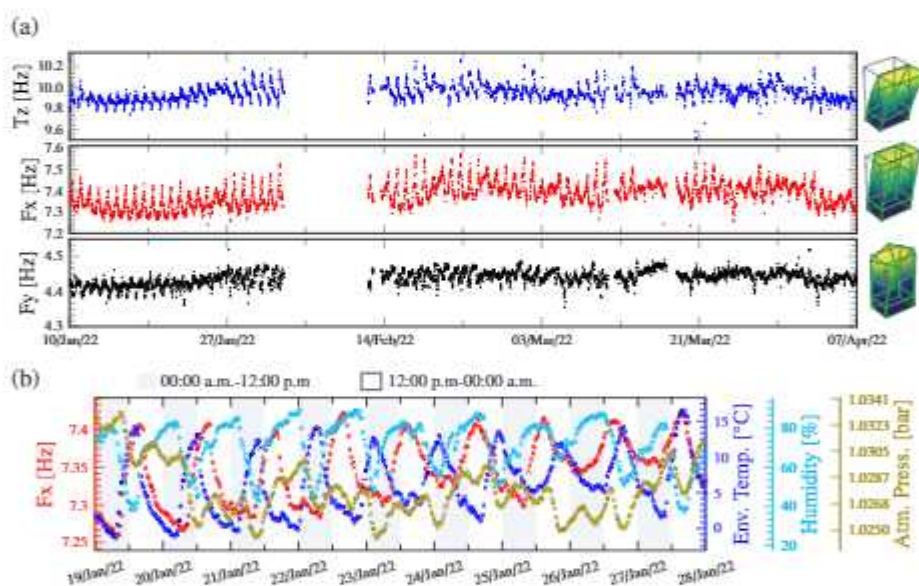 (a)
Tz [Hz]
10.2
10.0
9.8
9.6
Fx [Hz]
7.6
7.5
7.4
7.3
7.2
Fy [Hz]
4.5
4.4
4.3
10/Jan/22 27/Jan/22 14/Feb/22 03/Mar/22 21/Mar/22 07/Apr/22
(b)
00:00 a.m.-12:00 p.m 12:00 p.m-00:00 a.m.
Fx [Hz]
7.4
7.35
7.3
7.25
15
10
5
0
Env. Temp. [°C]
80
60
40
20
Humidity [%]
1.0341
1.0323
1.0305
1.0287
1.0268
1.0250
Atm. Press. [bar]
19/Jan/22 20/Jan/22 21/Jan/22 22/Jan/22 23/Jan/22 24/Jan/22 25/Jan/22 26/Jan/22 27/Jan/22 28/Jan/22